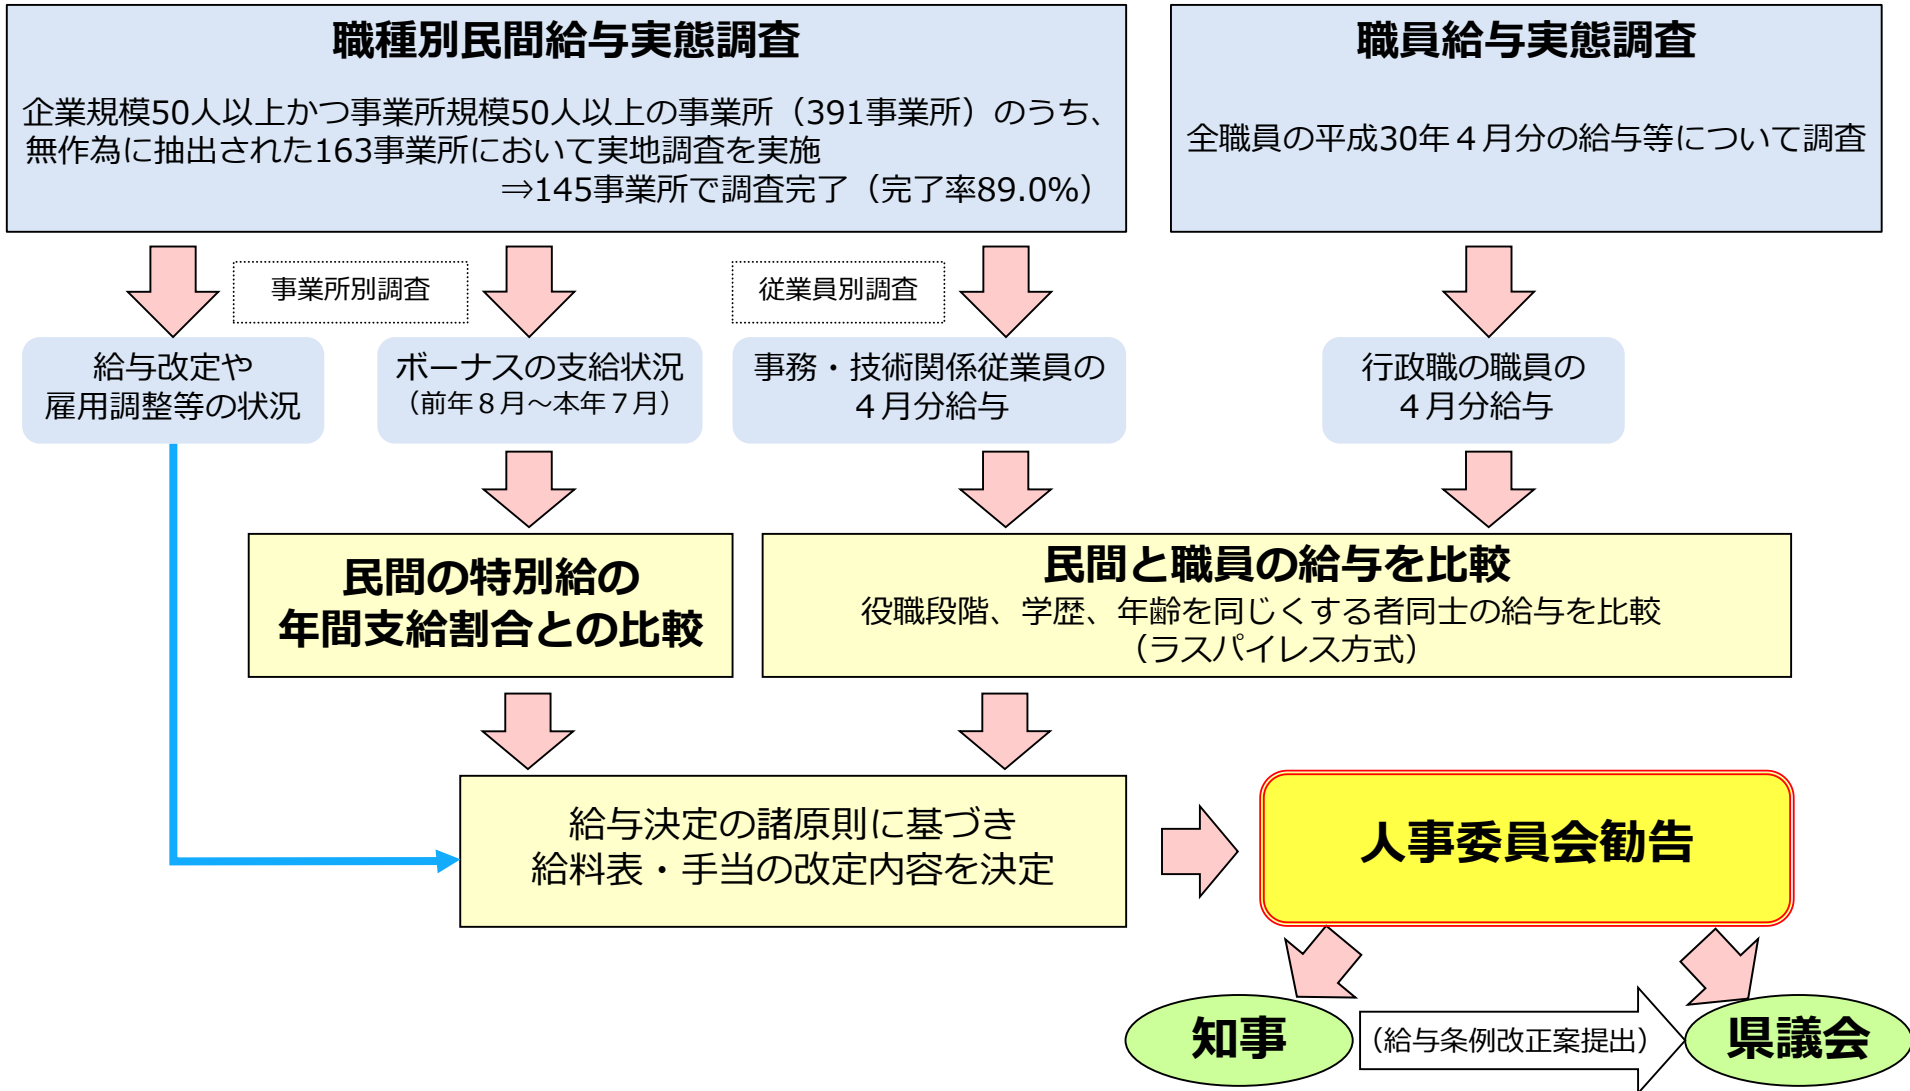 職種別民間給与実態調査
企業規模50人以上かつ事業所規模50人以上の事業所（391事業所）のうち、
無作為に抽出された163事業所において実地調査を実施
⇒145事業所で調査完了（完了率89.0%）
職員給与実態調査
全職員の平成30年４月分の給与等について調査
事業所別調査
従業員別調査
給与改定や
雇用調整等の状況
ボーナスの支給状況
（前年８月～本年７月）
事務・技術関係従業員の
４月分給与
行政職の職員の
４月分給与
民間の特別給の
年間支給割合との比較
民間と職員の給与を比較
役職段階、学歴、年齢を同じくする者同士の給与を比較
（ラスパイレス方式）
給与決定の諸原則に基づき
給料表・手当の改定内容を決定
人事委員会勧告
知事
（給与条例改正案提出）
県議会